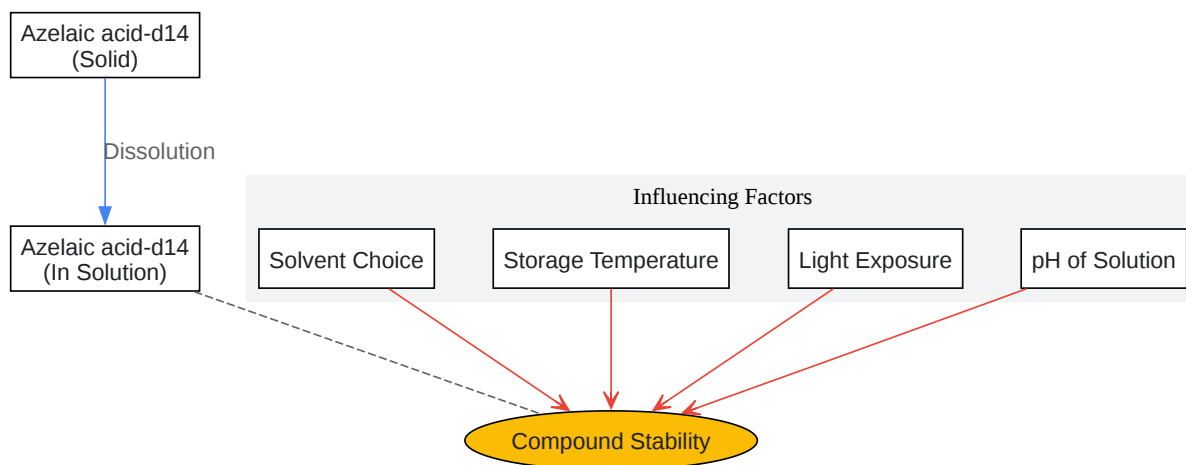 Azelaic acid-d14
(Solid)
Dissolution
Influencing Factors
Azelaic acid-d14
(In Solution)
Solvent Choice
Storage Temperature
Light Exposure
pH of Solution
Compound Stability